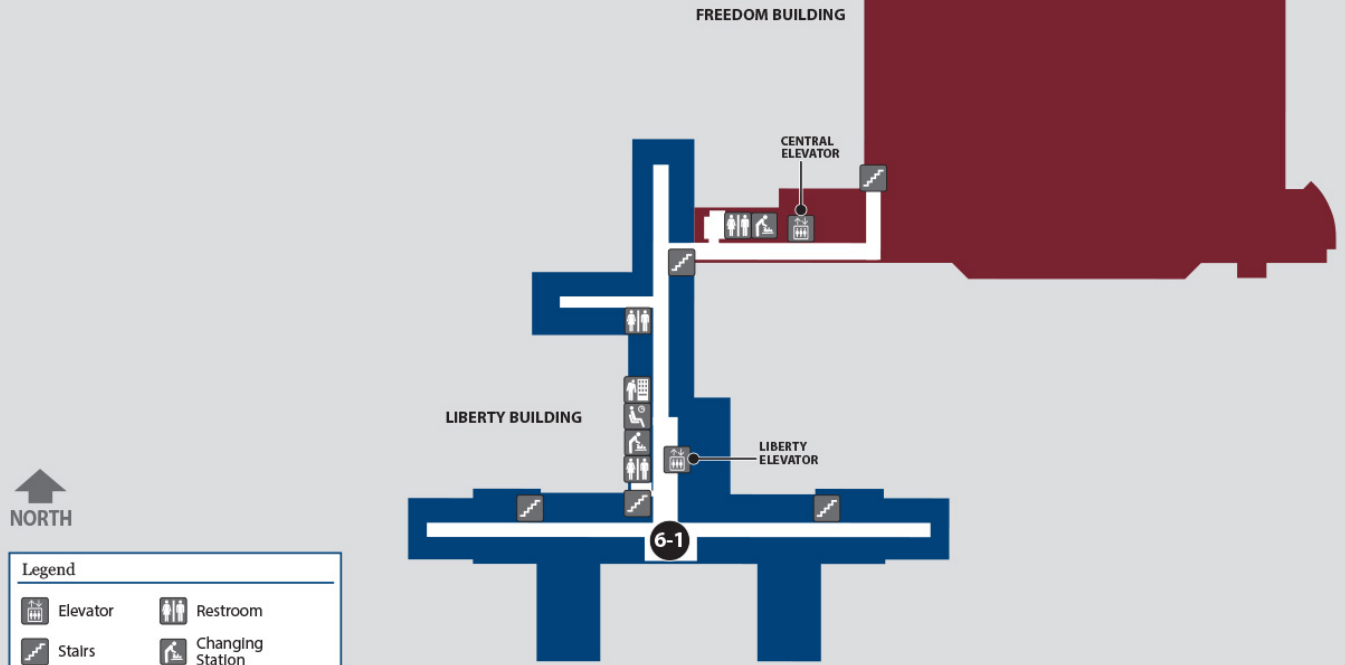 FREEDOM BUILDING
CENTRAL
ELEVATOR
LIBERTY BUILDING
LIBERTY
ELEVATOR
NORTH
6-1
Legend
Elevator
Restroom
Stairs
Changing
Station